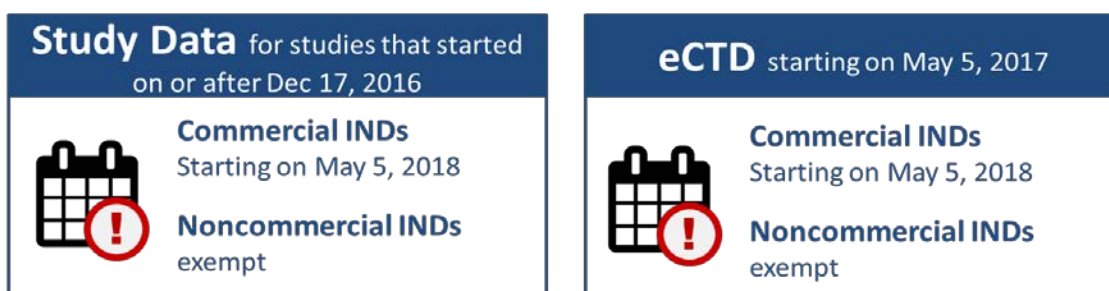 Study Data for studies that started
on or after Dec 17, 2016
Commercial INDs
Starting on May 5, 2018
Noncommercial INDs
exempt
eCTD starting on May 5, 2017
Commercial INDs
Starting on May 5, 2018
Noncommercial INDs
exempt